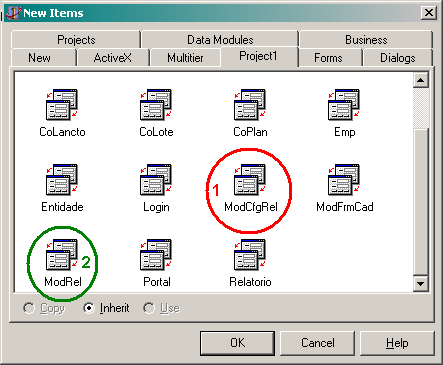 New Items
Projects Data Modules Business
New ActiveX Multitier Project1 Forms Dialogs
CoLancto CoLote CoPlan Emp
1
Entidade Login ModCfgRel ModFrmCad
2
ModRel Portal Relatorio
Copy Inherit Use
OK Cancel Help